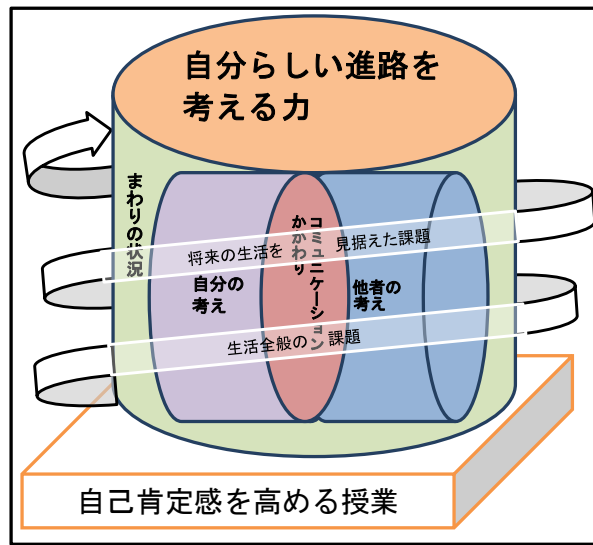 自分らしい進路を
考える力
まわりの状況
コミュニケーション
かかわり
将来の生活を 見据えた課題
自分の
考え
他者の
考え
生活全般の 課題
自己肯定感を高める授業